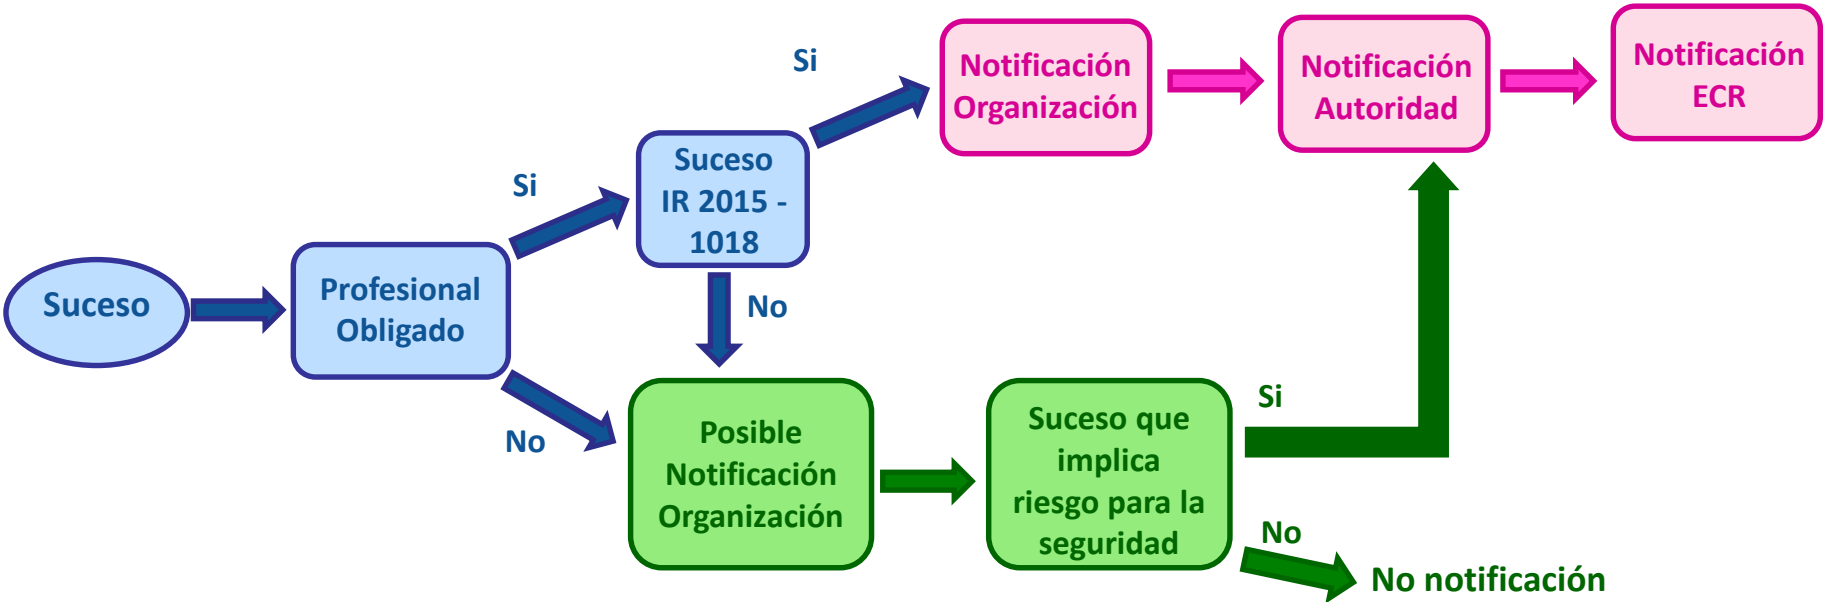 Suceso
Profesional
Obligado
Si
No
Suceso
IR 2015 -
1018
Si
No
Notificación
Organización
Notificación
Autoridad
Notificación
ECR
Posible
Notificación
Organización
Suceso que
implica
riesgo para la
seguridad
Si
No
No notificación